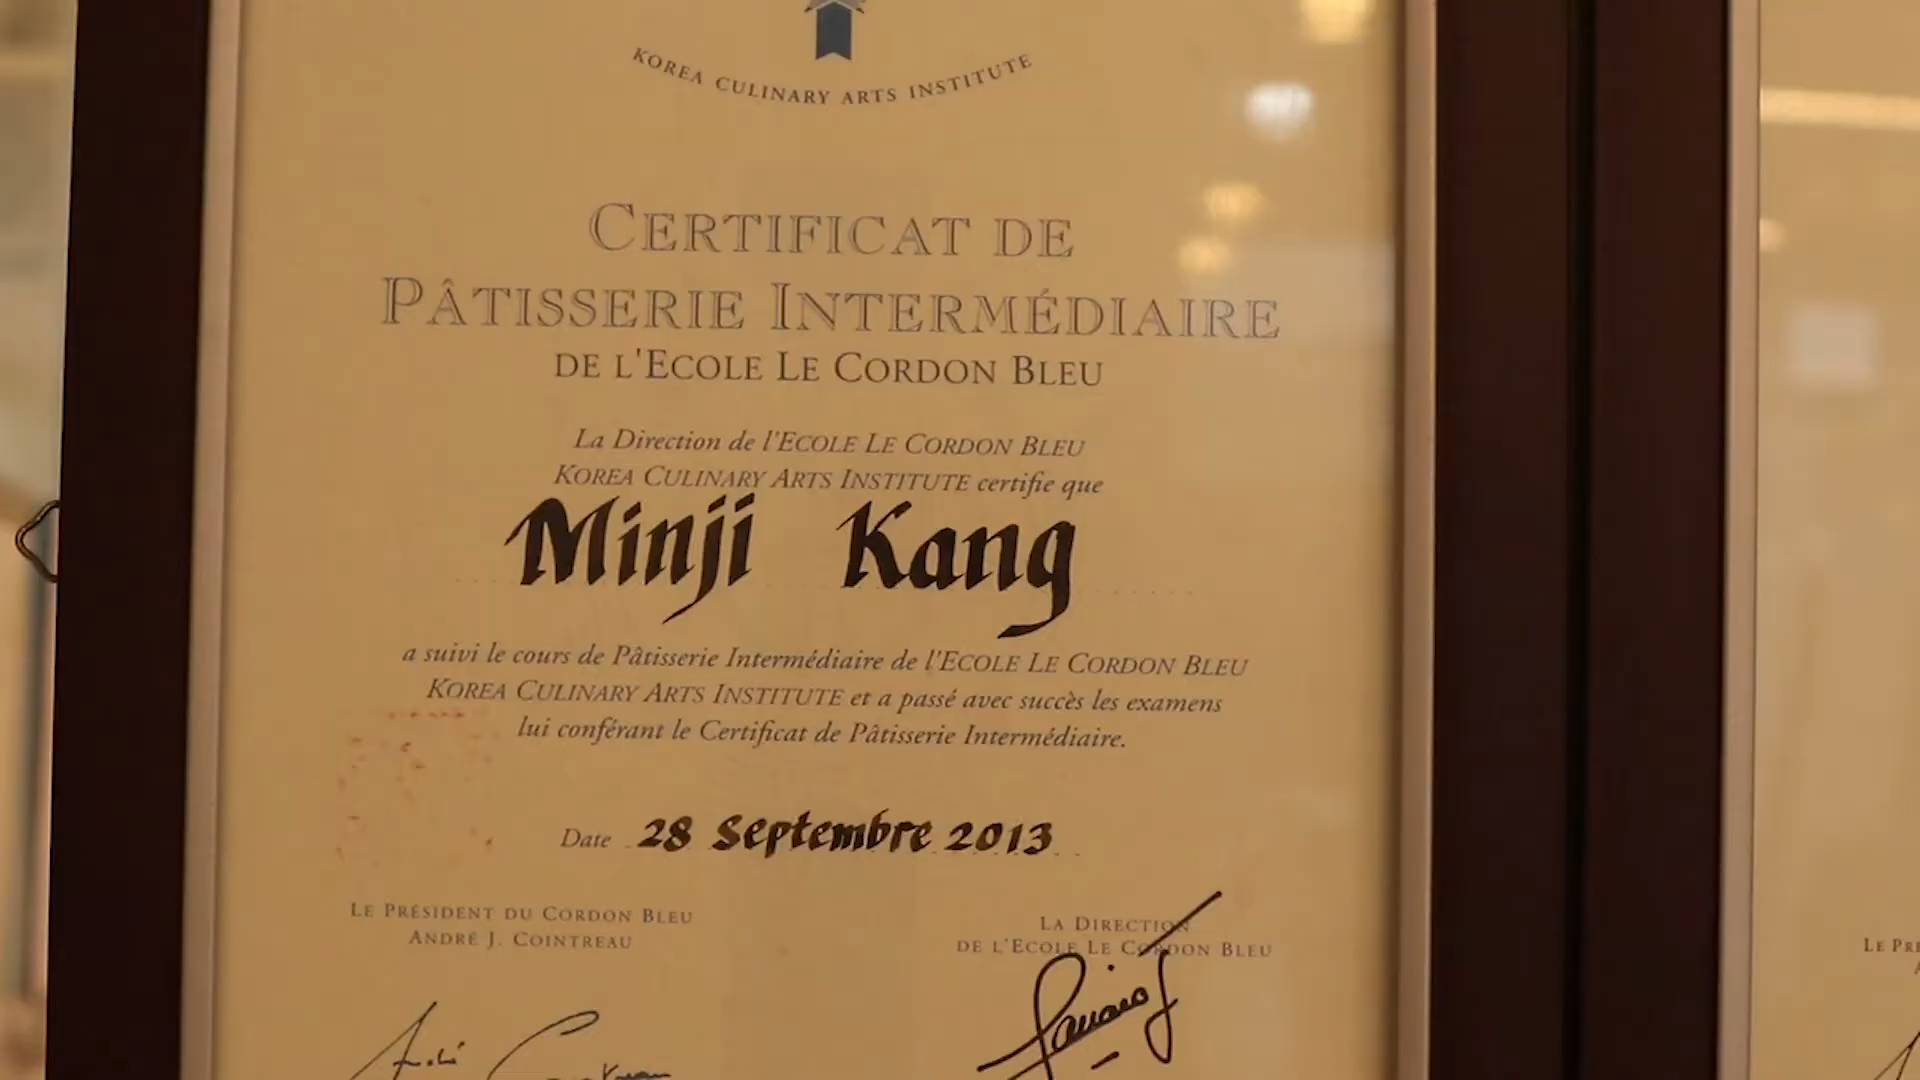 KOREA CULINARY ARTS INSTITUTE
CERTIFICAT DE
PÂTISSERIE INTERMÉDIAIRE
DE L'ECOLE LE CORDON BLEU
La Direction de l'ECOLE LE CORDON BLEU
KOREA CULINARY ARTS INSTITUTE certifie que
Minji Kang
a suivi le cours de Pâtisserie Intermédiaire de l'ECOLE LE CORDON BLEU
KOREA CULINARY ARTS INSTITUTE et a passé avec succès les examens
lui conférant le Certificat de Pâtisserie Intermédiaire.
Date 28 Septembre 2013
LE PRÉSIDENT DU CORDON BLEU
ANDRÉ J. COINTREAU
LA DIRECTION
DE L'ECOLE LE CORDON BLEU
LE PR